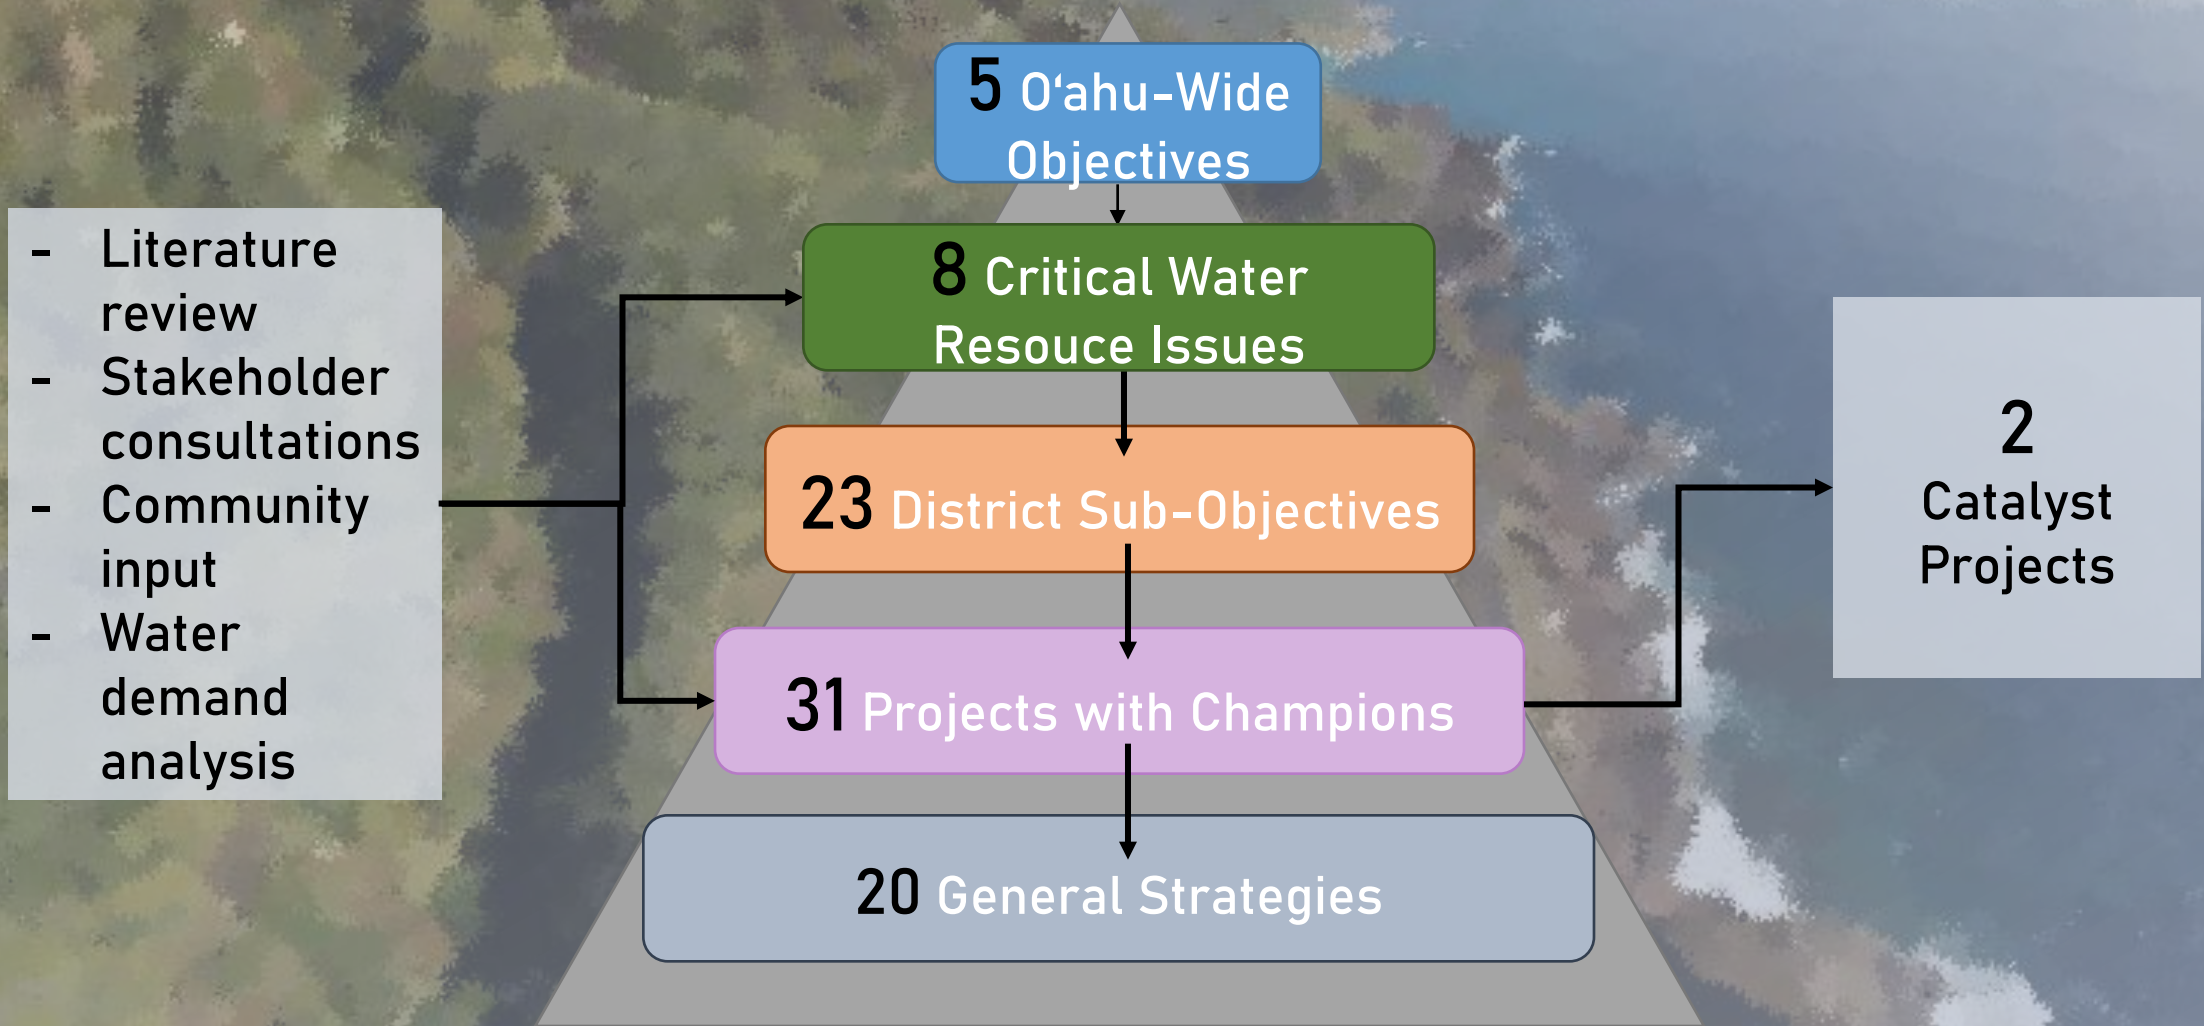 5 Oʻahu-Wide
Objectives
- Literature
review
- Stakeholder
consultations
- Community
input
- Water
demand
analysis
8 Critical Water
Resouce Issues
23 District Sub-Objectives
31 Projects with Champions
20 General Strategies
2
Catalyst
Projects